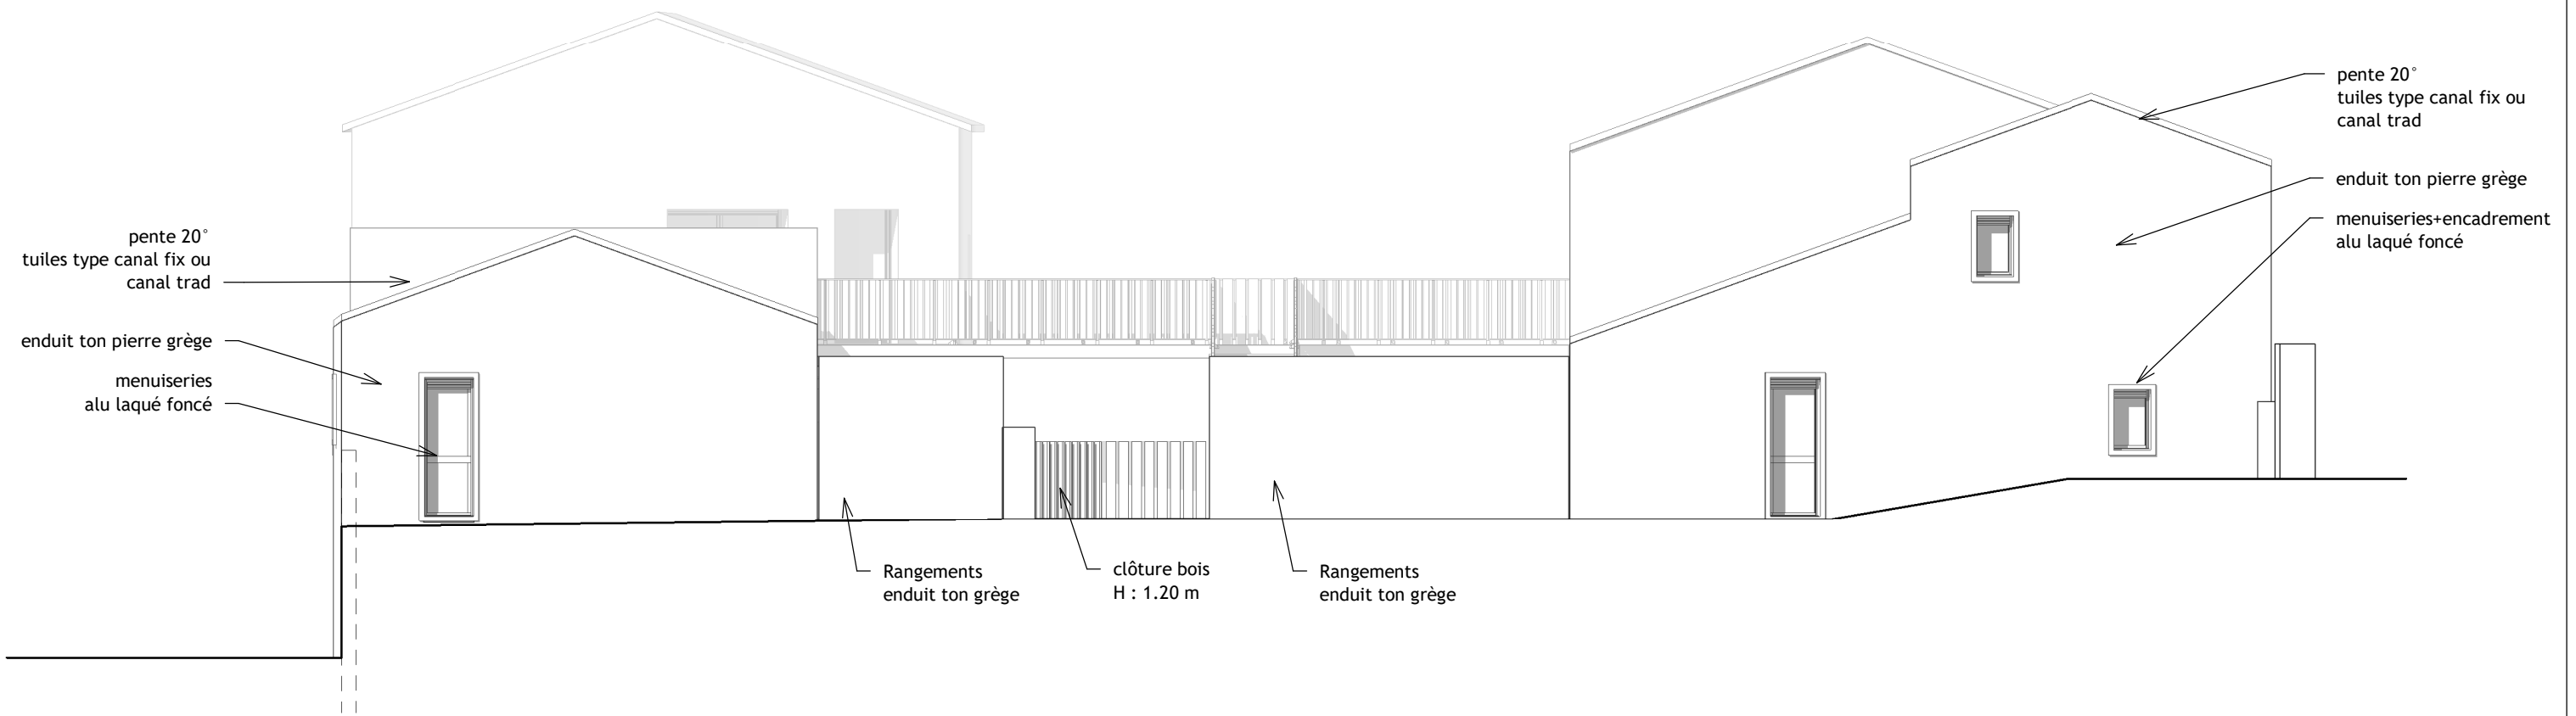 pente 20°
tuiles type canal fix ou
canal trad
enduit ton pierre grège
menuiseries
alu laqué foncé
Rangements
enduit ton grège
clôture bois
H : 1.20 m
Rangements
enduit ton grège
pente 20°
tuiles type canal fix ou
canal trad
enduit ton pierre grège
menuiseries+encadrement
alu laqué foncé